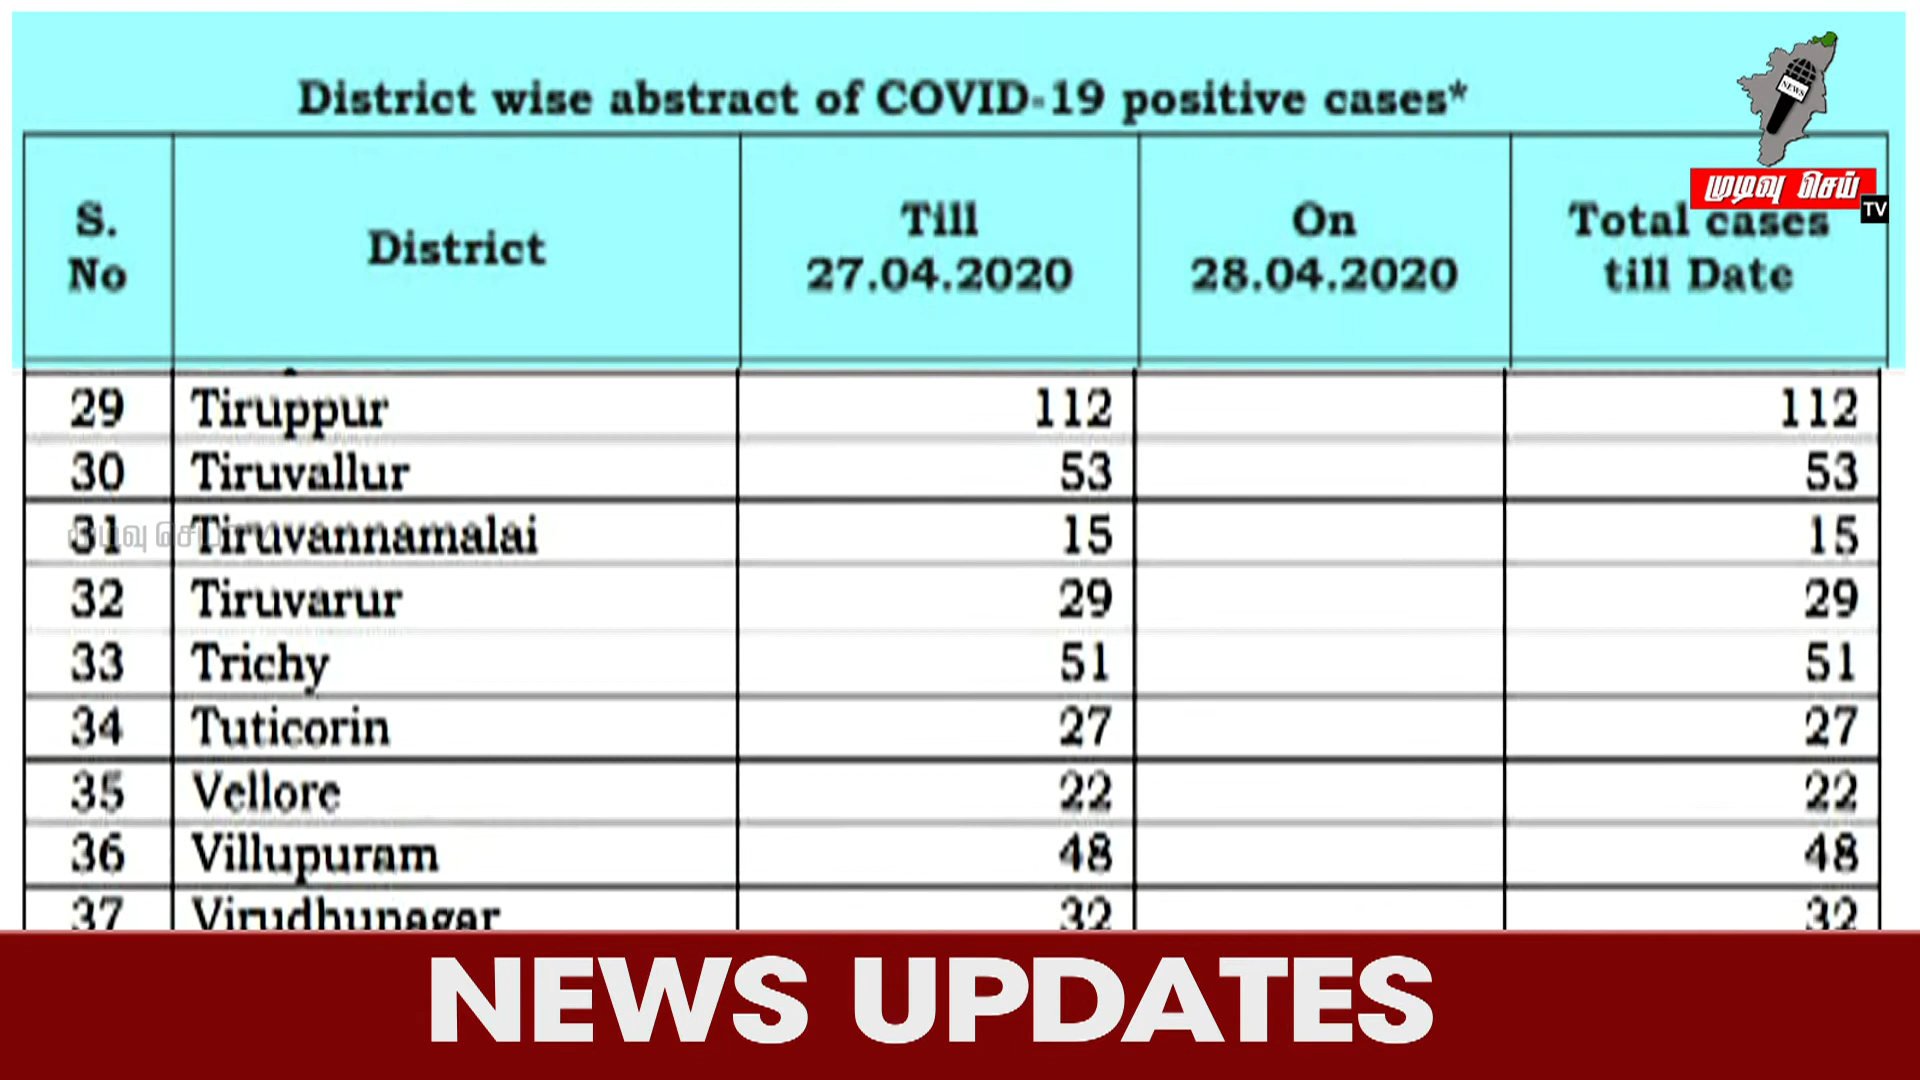 District wise abstract of COVID-19 positive cases*
NEWS
முடிவு செய்
TV
S. No District Till 27.04.2020 On 28.04.2020 Total cases till Date
29 Tiruppur 112 112
30 Tiruvallur 53 53
31 Tiruvannamalai 15 15
32 Tiruvarur 29 29
33 Trichy 51 51
34 Tuticorin 27 27
35 Vellore 22 22
36 Villupuram 48 48
37 Virudhunagar 32 32
NEWS UPDATES